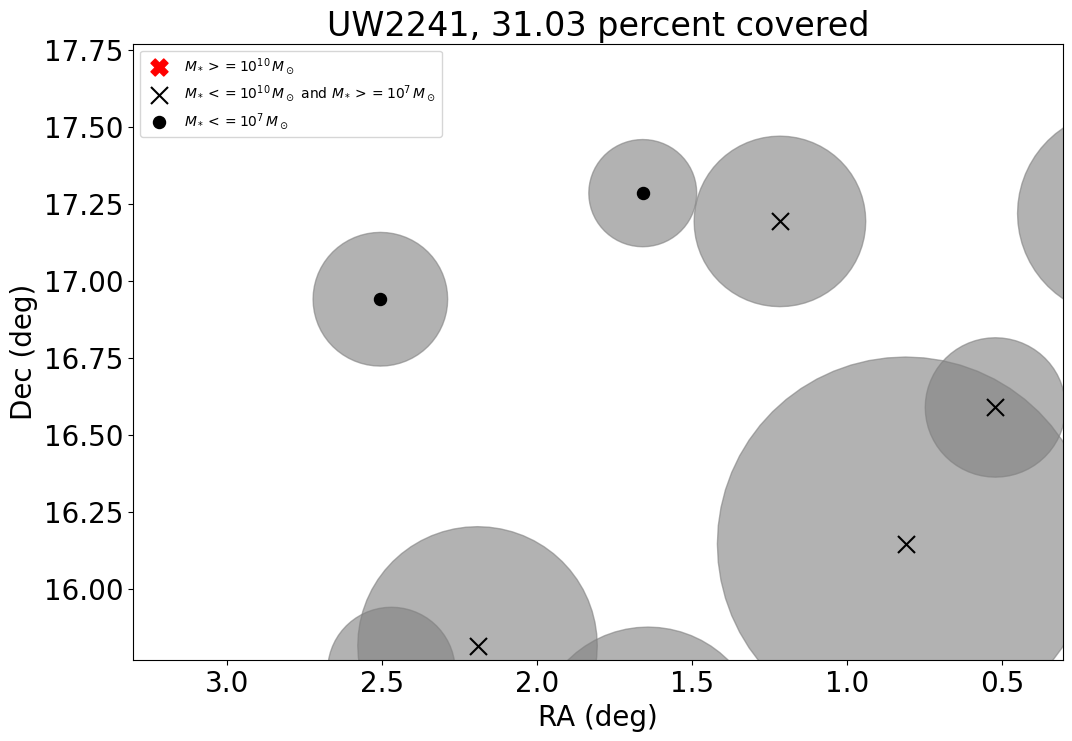 UW2241, 31.03 percent covered
M* >= 10^10 M⊙
M* <= 10^10 M⊙ and M* >= 10^7 M⊙
M* <= 10^7 M⊙
17.75
17.50
17.25
17.00
16.75
16.50
16.25
16.00
Dec (deg)
3.0 2.5 2.0 1.5 1.0 0.5
RA (deg)